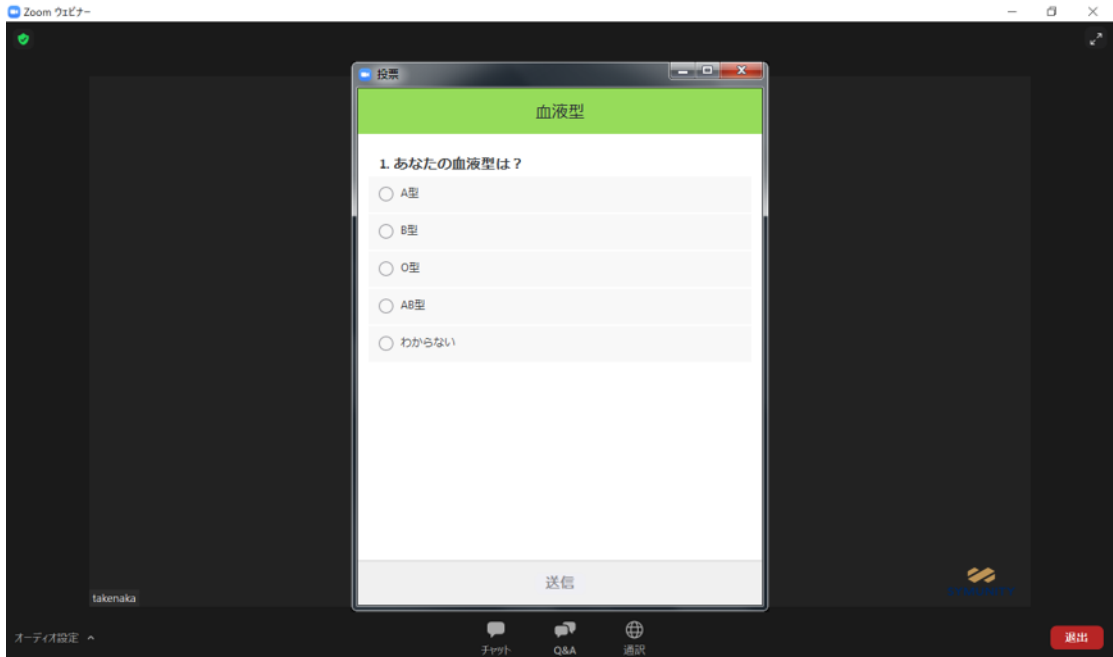 Zoom ウェビナー
投票
血液型
1. あなたの血液型は？
A型
B型
O型
AB型
わからない
送信
takenaka
オーディオ設定
チャット
Q&A
通訳
退出